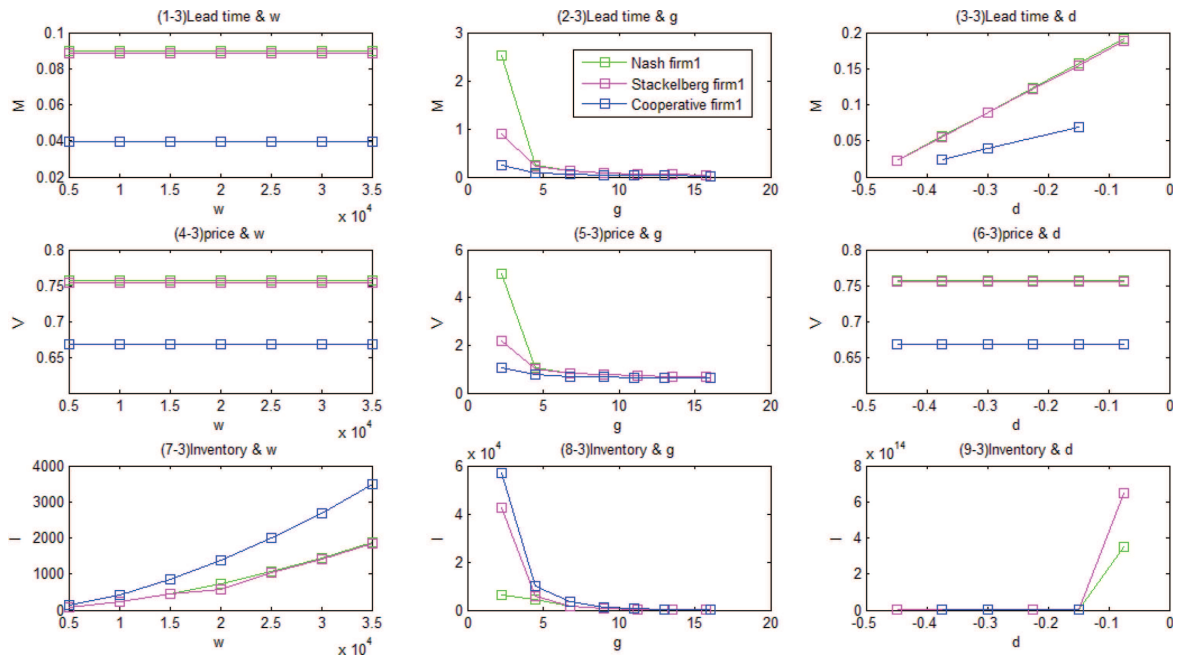 (1-3)Lead time & w
0.1
0.08
0.06
0.04
0.02
M
0.5
1
1.5
2
2.5
3
3.5
w
x 10^4
(2-3)Lead time & g
3
2
1
0
M
0
5
10
15
20
g
Nash firm1
Stackelberg firm1
Cooperative firm1
(3-3)Lead time & d
0.2
0.15
0.1
0.05
0
M
-0.5
-0.4
-0.3
-0.2
-0.1
0
d
(4-3)price & w
0.8
0.75
0.7
0.65
V
0.5
1
1.5
2
2.5
3
3.5
w
x 10^4
(5-3)price & g
6
4
2
0
V
0
5
10
15
20
g
(6-3)price & d
0.8
0.75
0.7
0.65
V
-0.5
-0.4
-0.3
-0.2
-0.1
0
d
(7-3)Inventory & w
4000
3000
2000
1000
0
I
0.5
1
1.5
2
2.5
3
3.5
w
x 10^4
(8-3)Inventory & g
x 10^4
6
4
2
0
I
0
5
10
15
20
g
(9-3)Inventory & d
x 10^14
8
6
4
2
0
I
-0.5
-0.4
-0.3
-0.2
-0.1
0
d